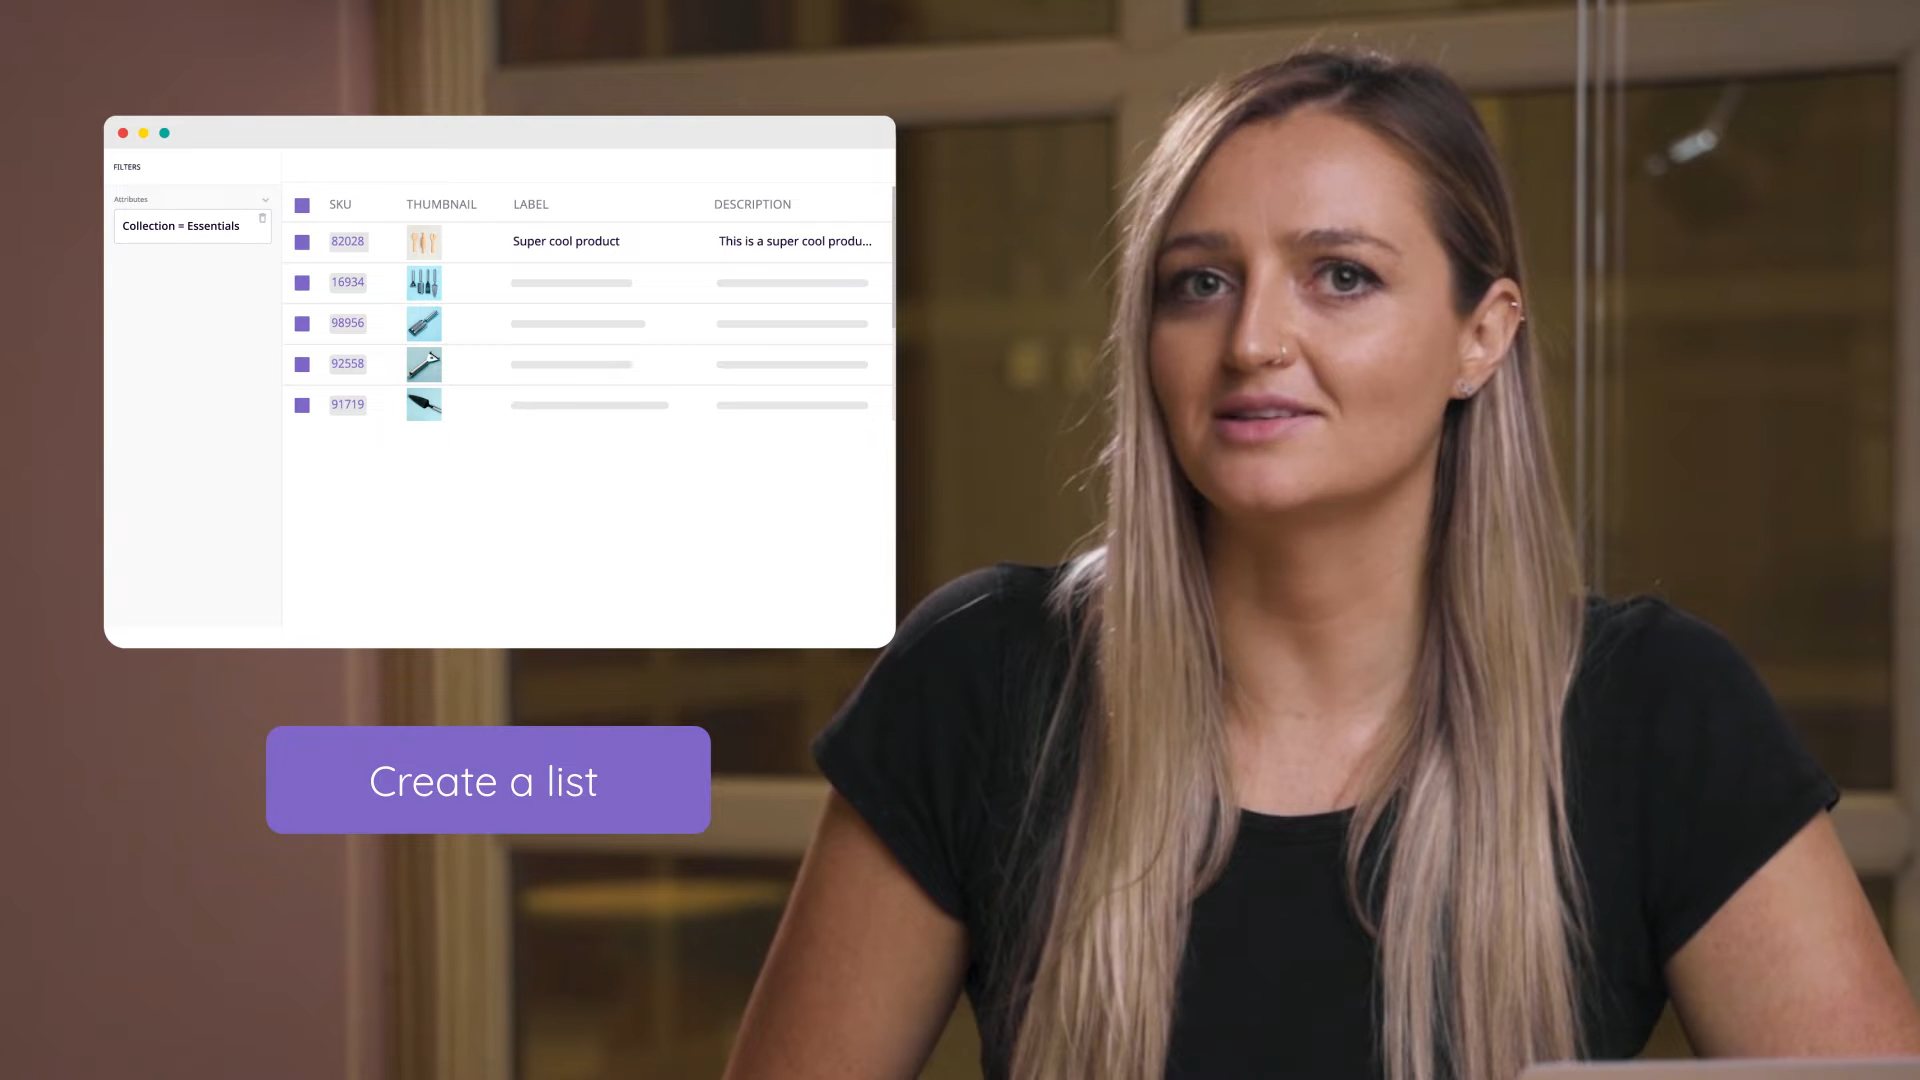 FILTERS
Attributes
Collection = Essentials
SKU THUMBNAIL LABEL DESCRIPTION
82028 Super cool product This is a super cool produ...
16934
98956
92558
91719
Create a list